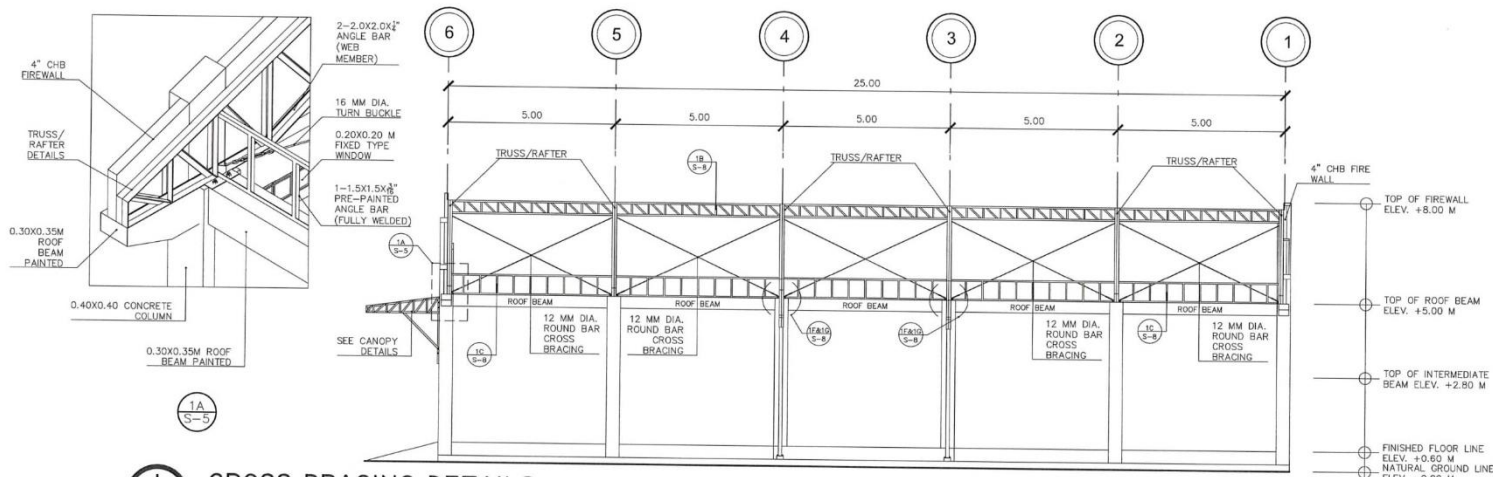 4" CHB
FIREWALL
TRUSS/
RAFTER
DETAILS
0.30X0.35M
ROOF
BEAM
PAINTED
0.40X0.40 CONCRETE
COLUMN
0.30X0.35M ROOF
BEAM PAINTED
2-2.0X2.0X1/4"
ANGLE BAR
(WEB
MEMBER)
16 MM DIA.
TURN BUCKLE
0.20X0.20 M
FIXED TYPE
WINDOW
1-1.5X1.5X3/16"
PRE-PAINTED
ANGLE BAR
(FULLY WELDED)
1A
S-5
6
5
4
3
2
1
25.00
5.00
5.00
5.00
5.00
5.00
TRUSS/RAFTER
1B
S-8
TRUSS/RAFTER
TRUSS/RAFTER
4" CHB FIRE
WALL
1A
S-5
ROOF BEAM
ROOF BEAM
ROOF BEAM
ROOF BEAM
ROOF BEAM
SEE CANOPY
DETAILS
1C
S-8
12 MM DIA.
ROUND BAR
CROSS
BRACING
12 MM DIA.
ROUND BAR
CROSS
BRACING
1F&1G
S-8
1F&1G
S-8
12 MM DIA.
ROUND BAR
CROSS
BRACING
1C
S-8
12 MM DIA.
ROUND BAR
CROSS
BRACING
TOP OF FIREWALL
ELEV. +8.00 M
TOP OF ROOF BEAM
ELEV. +5.00 M
TOP OF INTERMEDIATE
BEAM ELEV. +2.80 M
FINISHED FLOOR LINE
ELEV. +0.60 M
NATURAL GROUND LINE